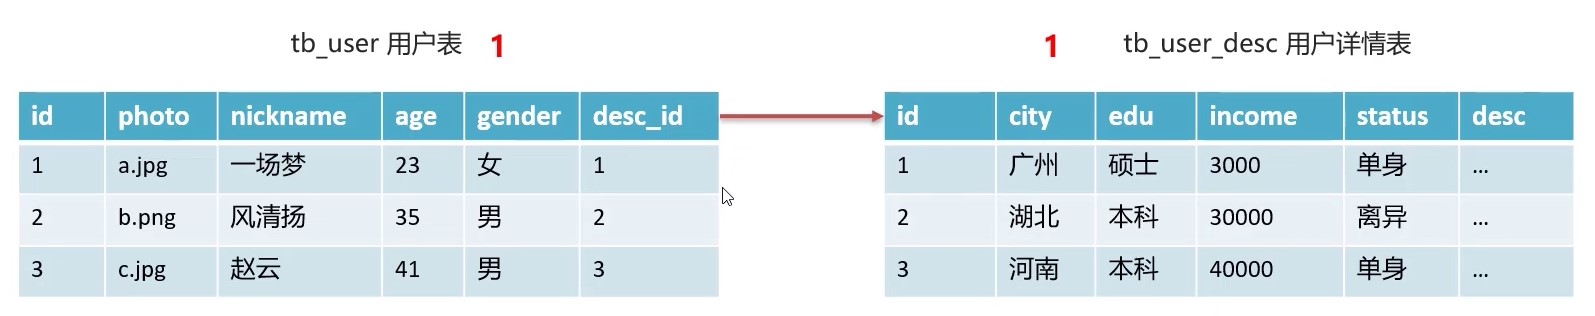 tb_user 用户表 1
1 tb_user_desc 用户详情表
id photo nickname age gender desc_id
1 a.jpg 一场梦 23 女 1
2 b.png 风清扬 35 男 2
3 c.jpg 赵云 41 男 3
id city edu income status desc
1 广州 硕士 3000 单身 ...
2 湖北 本科 30000 离异 ...
3 河南 本科 40000 单身 ...